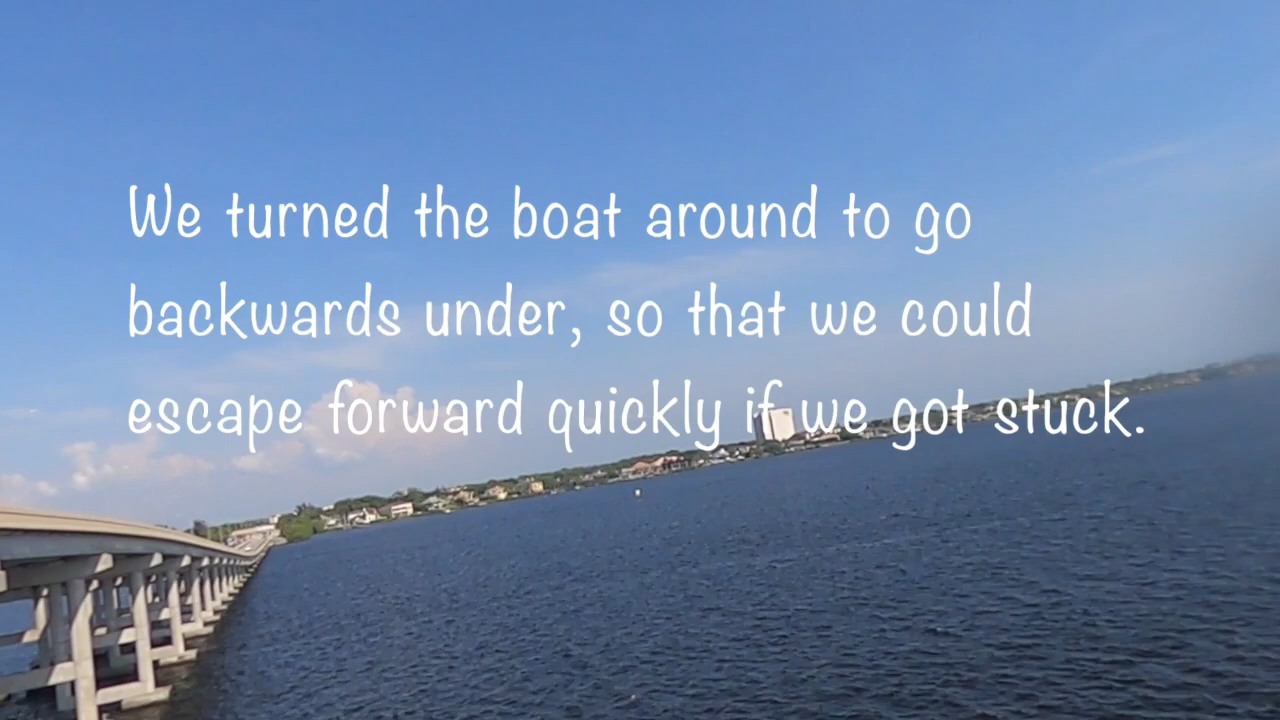 We turned the boat around to go
backwards under, so that we could
escape forward quickly if we got stuck.